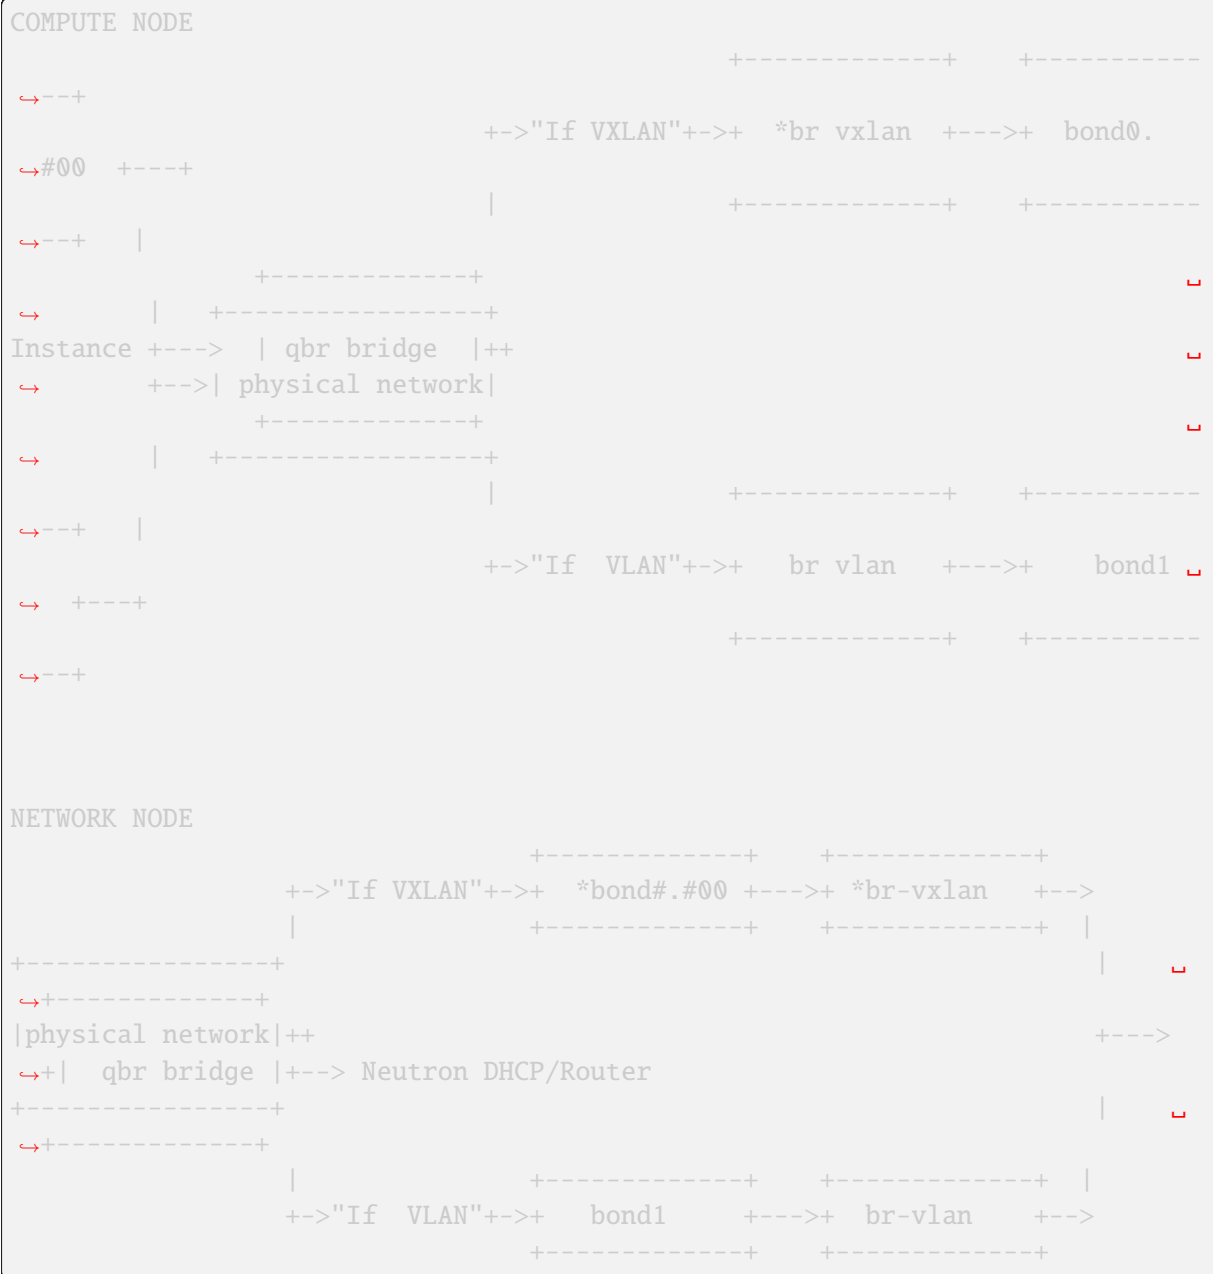 COMPUTE NODE
                                               +-------------+    +-----------
↪--+
                               +->"If VXLAN"+->+  *br vxlan  +--->+  bond0.
↪#00  +----+
                               |               +-------------+    +-----------
↪--+   |
                +-------------+                                              ␣
↪       |   +-----------------+
Instance +--->  | qbr bridge  |++                                            ␣
↪       +-->| physical network|
                +-------------+                                              ␣
↪       |   +-----------------+
                               |               +-------------+    +-----------
↪--+   |
                               +->"If  VLAN"+->+   br vlan   +--->+    bond1 ␣
↪  +----+
                                               +-------------+    +-----------
↪--+
NETWORK NODE
                                  +-------------+    +-------------+
                  +->"If VXLAN"+->+  *bond#.#00 +--->+ *br-vxlan   +-->
                  |               +-------------+    +-------------+  |
+----------------+                                                     |    ␣
↪+-------------+
|physical network|++                                                   +--->
↪+|  qbr bridge |+--> Neutron DHCP/Router
+----------------+                                                     |    ␣
↪+-------------+
                  |               +-------------+    +-------------+  |
                  +->"If  VLAN"+->+   bond1     +--->+  br-vlan    +-->
                                  +-------------+    +-------------+